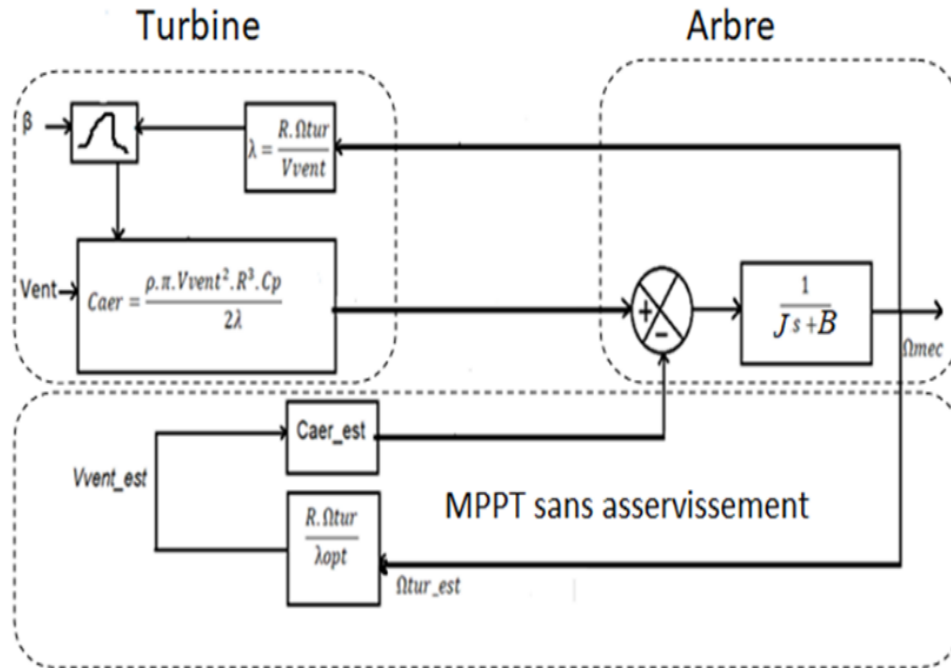 Turbine
Arbre
β
λ = R.Ωtur / Vvent
Vent
Caer = ρ.π.Vvent².R³.Cp / 2λ
+
−
1 / Js+B
Ωmec
Caer_est
Vvent_est
MPPT sans asservissement
R.Ωtur / λopt
Ωtur_est